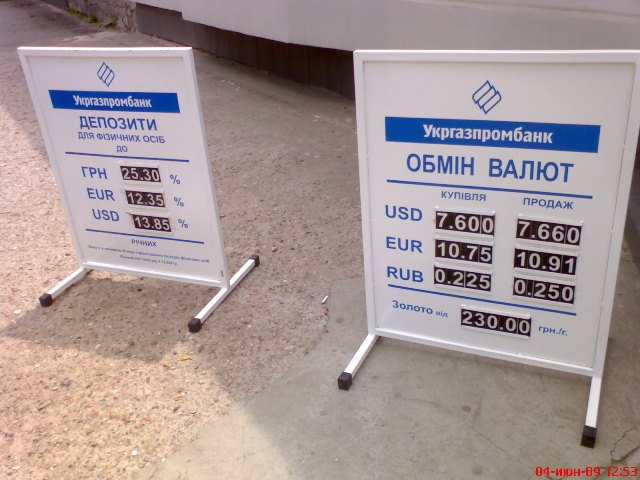 Укргазпромбанк
ДЕПОЗИТИ
ДЛЯ ФІЗИЧНИХ ОСІБ
ДО
ГРН 25.30 %
EUR 12.35 %
USD 13.85 %
РІЧНИХ
Укргазпромбанк
ОБМІН ВАЛЮТ
КУПІВЛЯ ПРОДАЖ
USD 7.600 7.660
EUR 10.75 10.91
RUB 0.225 0.250
Золото від 230.00 грн./г.
04-июн-09 12:53